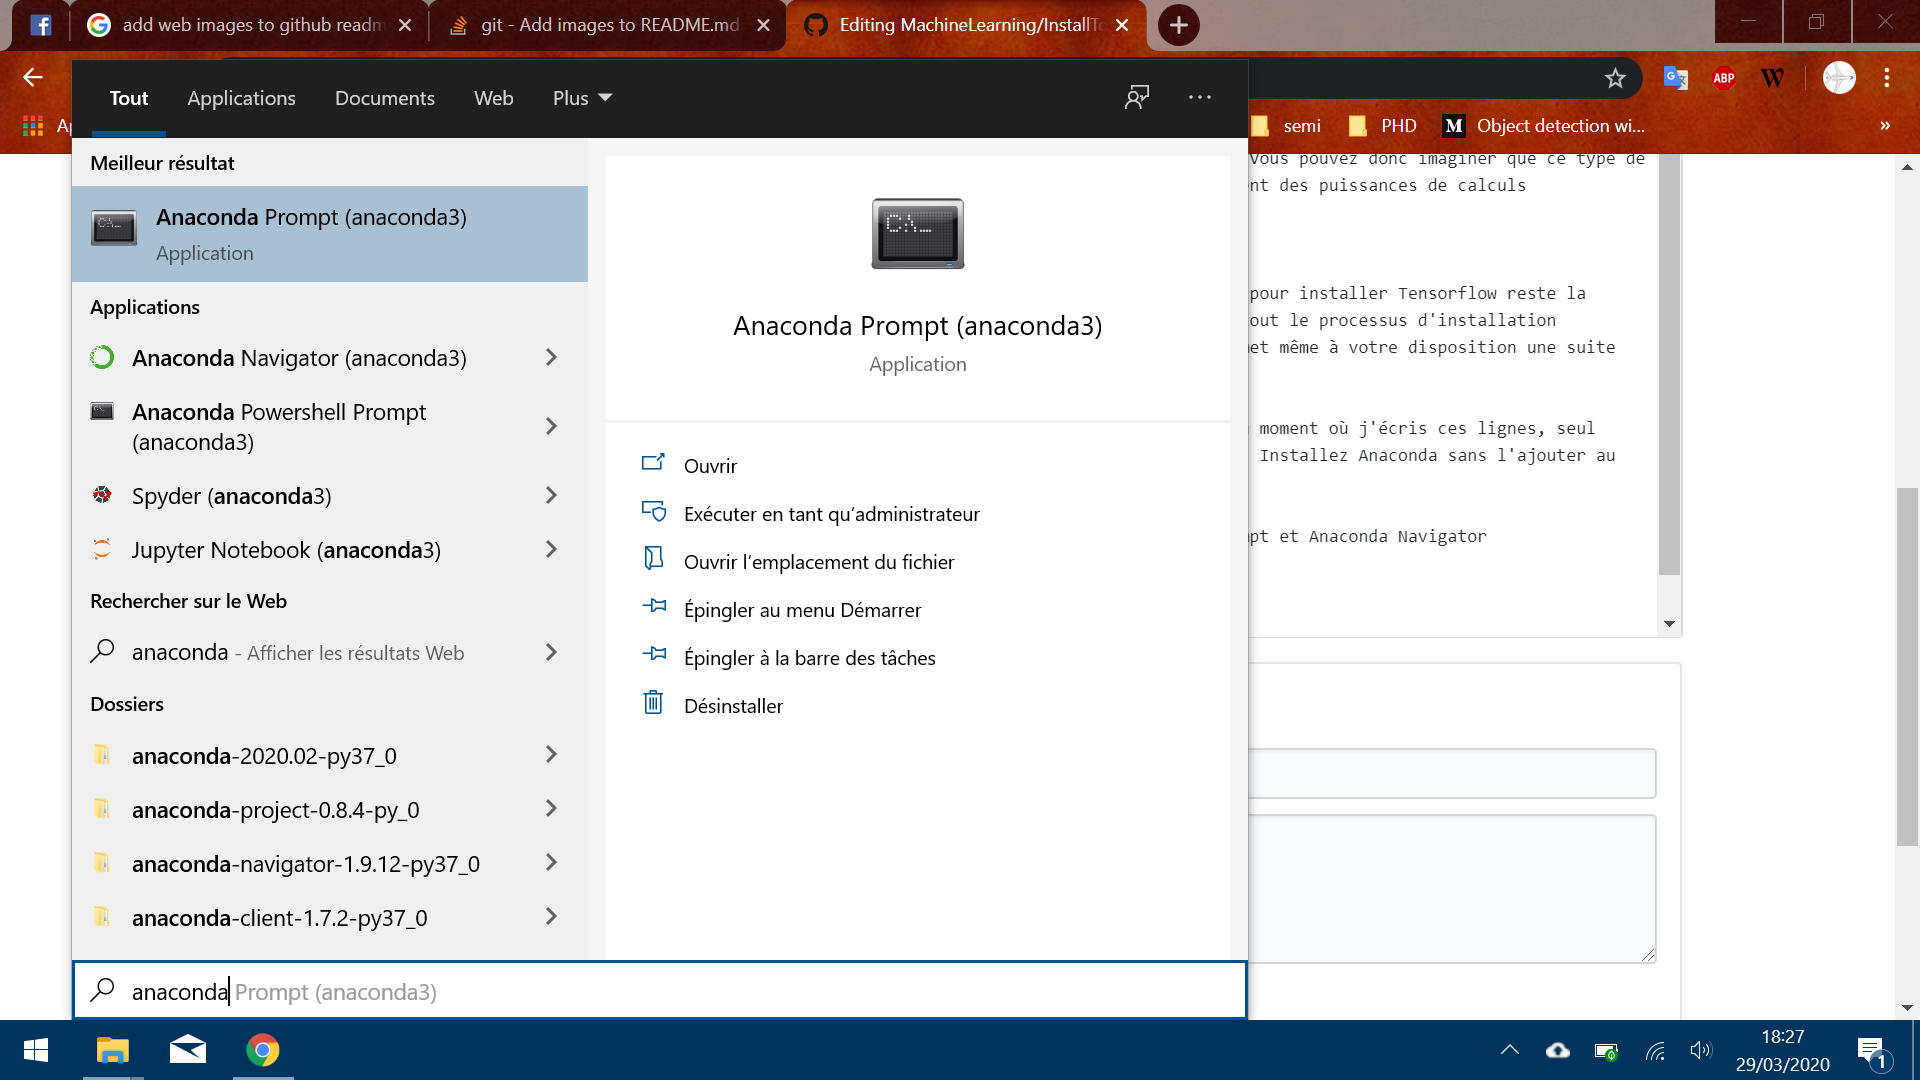 add web images to github readm
git - Add images to README.md
Editing MachineLearning/InstallTo
Tout
Applications
Documents
Web
Plus
ABP
W
semi
PHD
M
Object detection wi...
»
Meilleur résultat
Anaconda Prompt (anaconda3)
Application
Applications
Anaconda Navigator (anaconda3)
Anaconda Powershell Prompt
(anaconda3)
Spyder (anaconda3)
Jupyter Notebook (anaconda3)
Rechercher sur le Web
anaconda - Afficher les résultats Web
Dossiers
anaconda-2020.02-py37_0
anaconda-project-0.8.4-py_0
anaconda-navigator-1.9.12-py37_0
anaconda-client-1.7.2-py37_0
anaconda Prompt (anaconda3)
C:\_
Anaconda Prompt (anaconda3)
Application
Ouvrir
Exécuter en tant qu'administrateur
Ouvrir l'emplacement du fichier
Épingler au menu Démarrer
Épingler à la barre des tâches
Désinstaller
Vous pouvez donc imaginer que ce type de
nt des puissances de calculs
pour installer Tensorflow reste la
out le processus d'installation
et même à votre disposition une suite
moment où j'écris ces lignes, seul
Installez Anaconda sans l'ajouter au
pt et Anaconda Navigator
18:27
29/03/2020
1